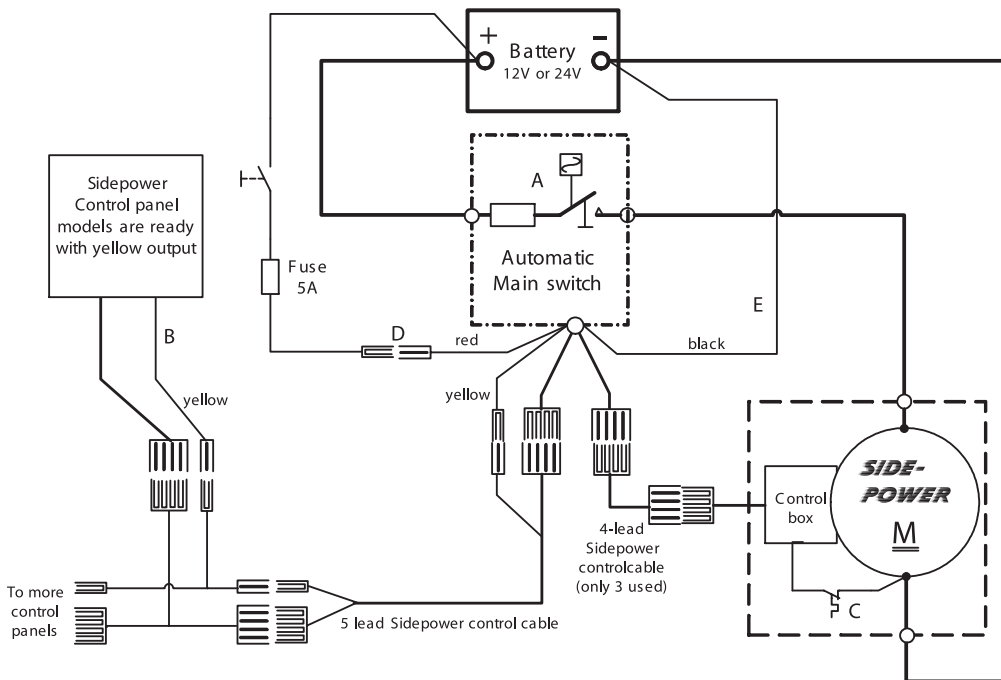 +
Battery
12V or 24V
–
A
Automatic
Main switch
Sidepower
Control panel
models are ready
with yellow output
Fuse
5A
B
D
red
E
black
yellow
yellow
SIDE-
POWER
M
Control
box
C
4-lead
Sidepower
controlcable
(only 3 used)
To more
control
panels
5 lead Sidepower control cable